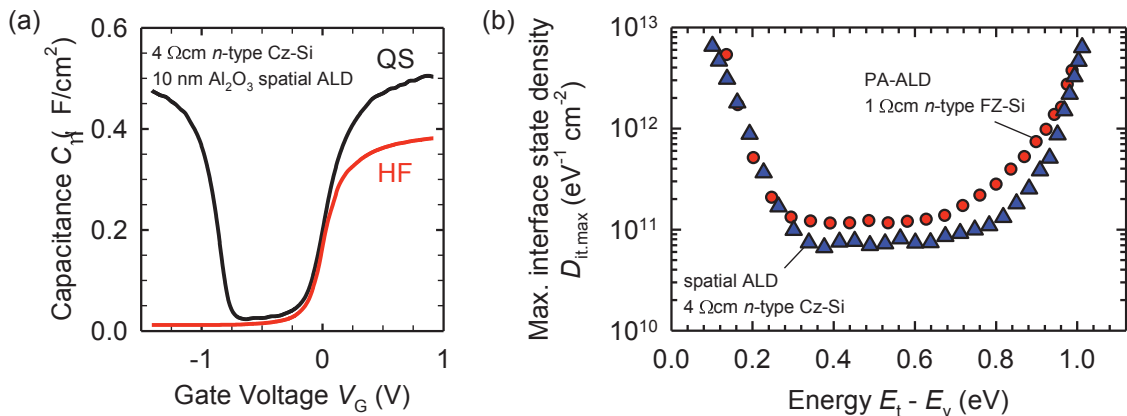 (a)
0.6
0.4
0.2
0.0
Capacitance C (F/cm²)
4 Ωcm n-type Cz-Si
10 nm Al₂O₃ spatial ALD
QS
HF
-1
0
1
Gate Voltage V_G (V)
(b)
10¹³
10¹²
10¹¹
10¹⁰
Max. interface state density
D_it.max (eV⁻¹ cm⁻²)
PA-ALD
1 Ωcm n-type FZ-Si
spatial ALD
4 Ωcm n-type Cz-Si
0.0
0.2
0.4
0.6
0.8
1.0
Energy E_t - E_v (eV)